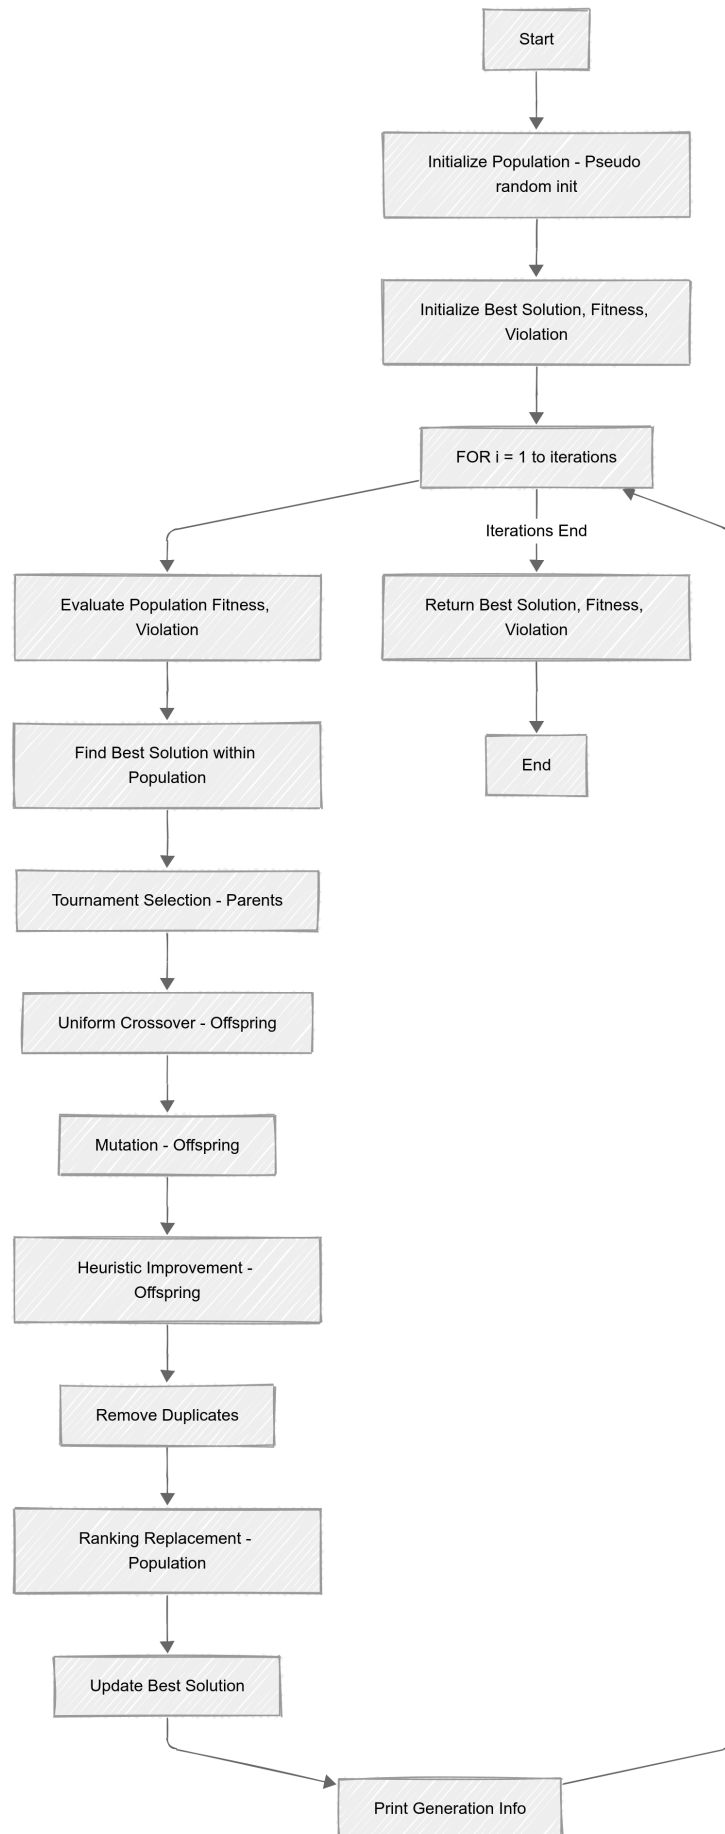 Start
Initialize Population - Pseudo
random init
Initialize Best Solution, Fitness,
Violation
FOR i = 1 to iterations
Iterations End
Evaluate Population Fitness,
Violation
Return Best Solution, Fitness,
Violation
Find Best Solution within
Population
End
Tournament Selection - Parents
Uniform Crossover - Offspring
Mutation - Offspring
Heuristic Improvement -
Offspring
Remove Duplicates
Ranking Replacement -
Population
Update Best Solution
Print Generation Info